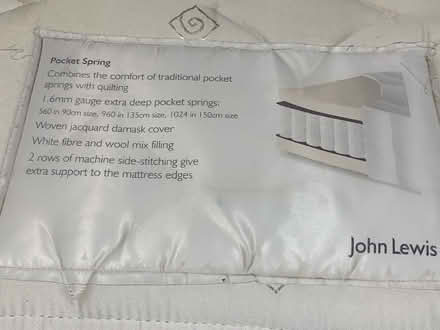 Pocket Spring
Combines the comfort of traditional pocket
springs with quilting
1.6mm gauge extra deep pocket springs:
560 in 90cm size, 960 in 135cm size, 1024 in 150cm size
Woven jacquard damask cover
White fibre and wool mix filling
2 rows of machine side-stitching give
extra support to the mattress edges
John Lewis